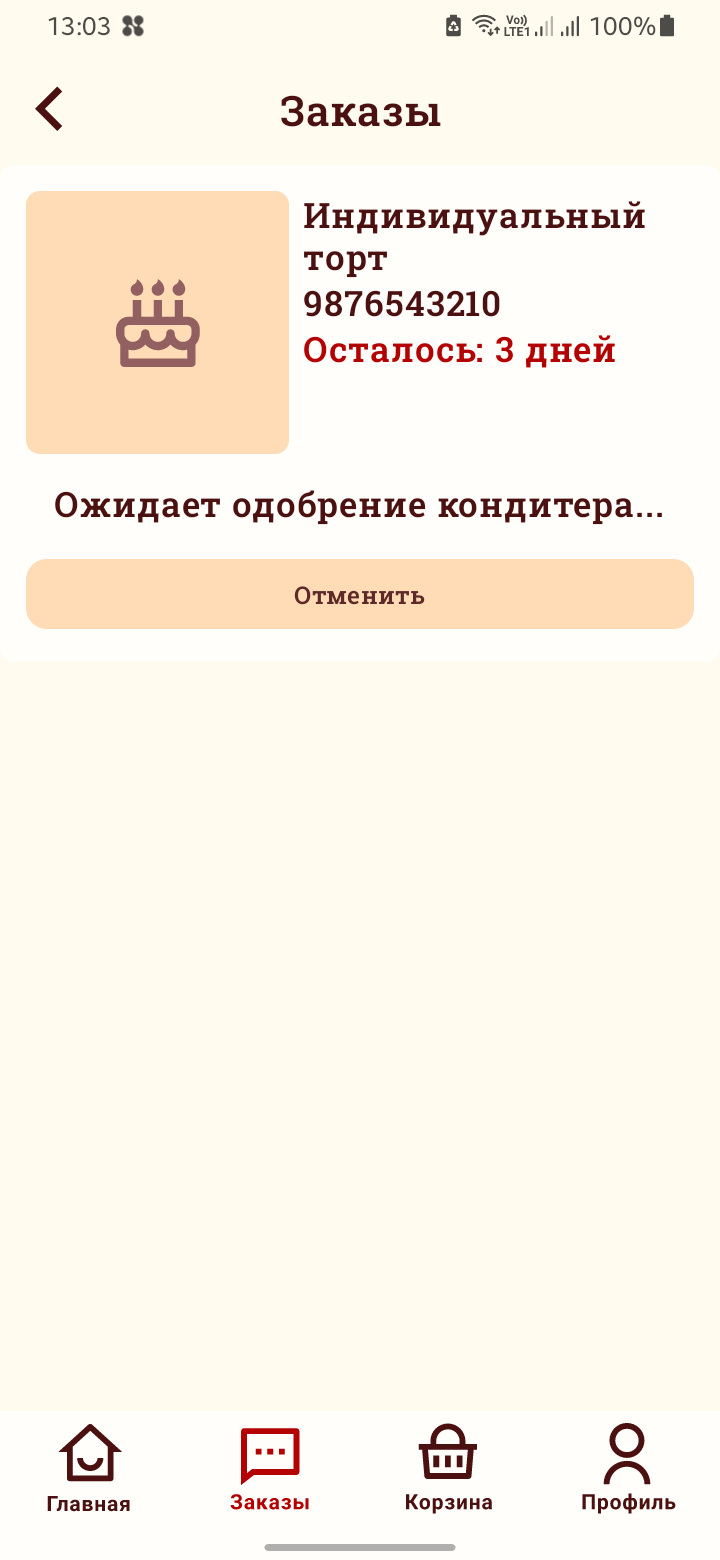 13:03
Vo)) LTE1 100%
Заказы
Индивидуальный
торт
9876543210
Осталось: 3 дней
Ожидает одобрение кондитера...
Отменить
Главная Заказы Корзина Профиль